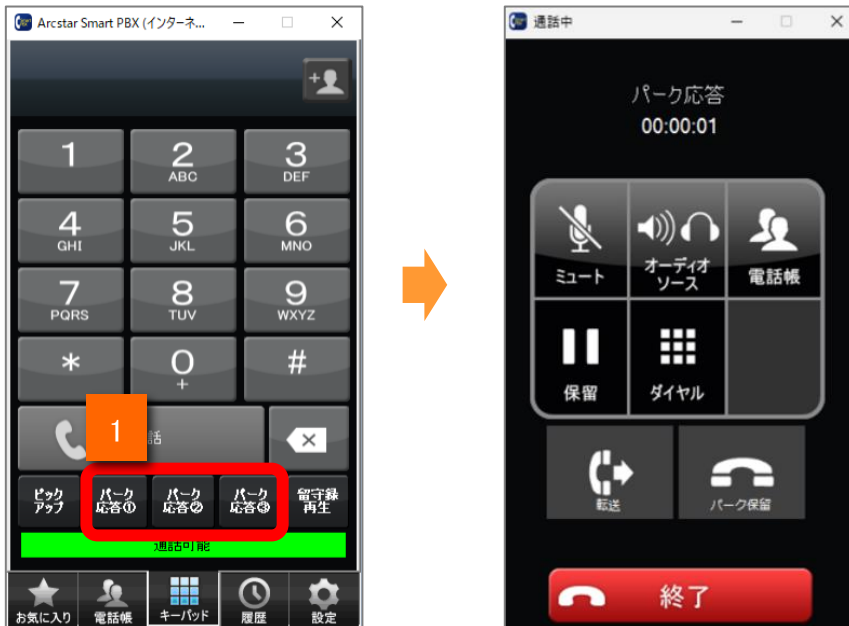 Arcstar Smart PBX (インターネ...
1
2
ABC
3
DEF
4
GHI
5
JKL
6
MNO
7
PQRS
8
TUV
9
WXYZ
*
0
+
#
1
話
ピック
アップ
パーク
応答①
パーク
応答②
パーク
応答③
留守録
再生
通話可能
お気に入り
電話帳
キーパッド
履歴
設定
通話中
パーク応答
00:00:01
ミュート
オーディオ
ソース
電話帳
保留
ダイヤル
転送
パーク保留
終了